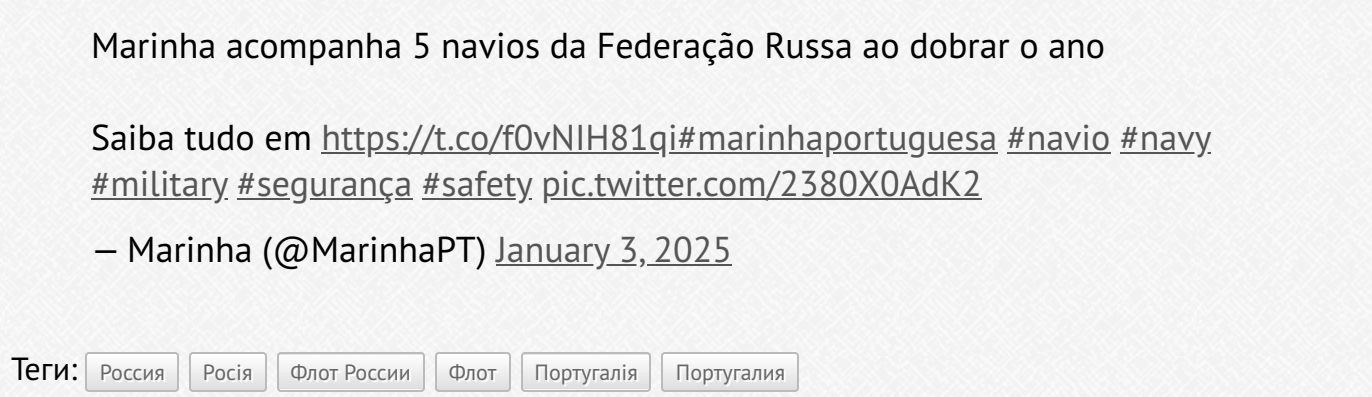 Marinha acompanha 5 navios da Federação Russa ao dobrar o ano
Saiba tudo em https://t.co/f0vNIH81qi#marinhaportuguesa #navio #navy
#military #segurança #safety pic.twitter.com/2380X0AdK2
— Marinha (@MarinhaPT) January 3, 2025
Теги: Россия Росія Флот России Флот Португалія Португалия